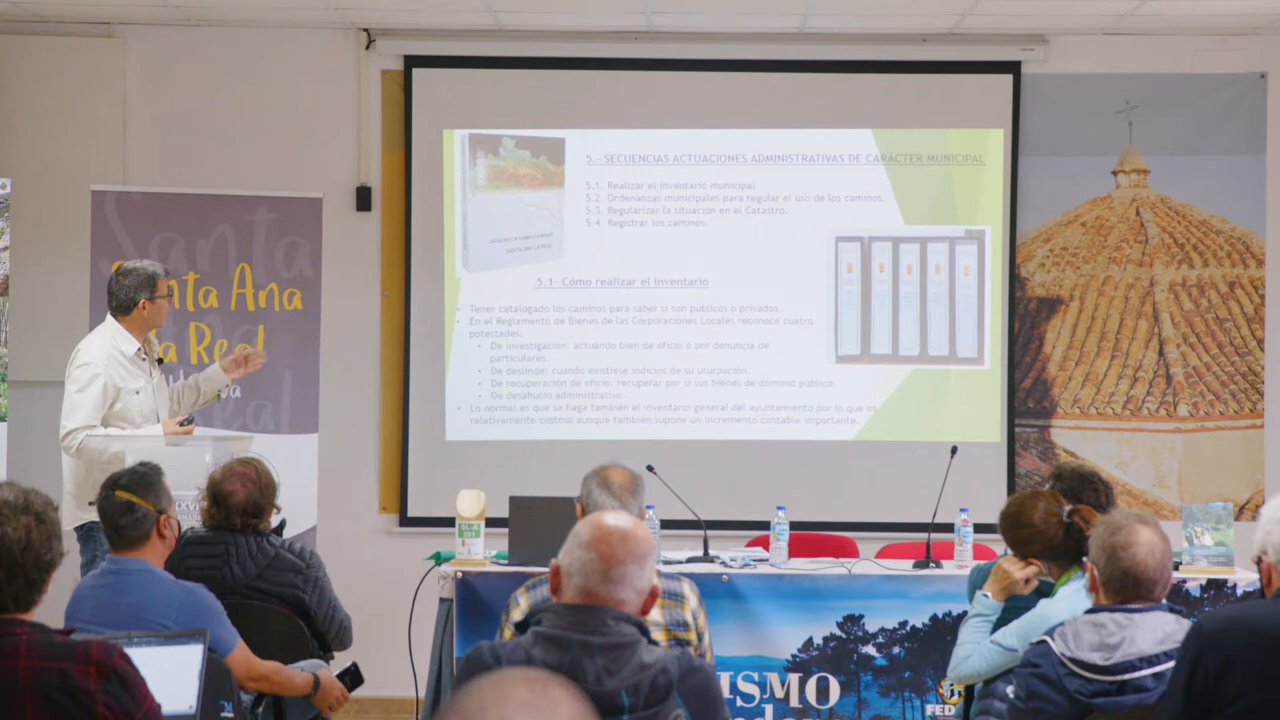 5.- SECUENCIAS ACTUACIONES ADMINISTRATIVAS DE CARÁCTER MUNICIPAL
5.1. Realizar el inventario municipal
5.2. Ordenanzas municipales para regular el uso de los caminos.
5.3. Regularizar la situación en el Catastro.
5.4. Registrar los caminos.
5.1- Cómo realizar el inventario
• Tener catalogado los caminos para saber si son públicos o privados.
• En el Reglamento de Bienes de las Corporaciones Locales reconoce cuatro
potestades:
• De investigación: actuando bien de oficio o por denuncia de
particulares.
• De deslinde: cuando existiese indicios de su usurpación.
• De recuperación de oficio: recuperar por si sus bienes de dominio público.
• De desahucio administrativo.
• Lo normal es que se haga también el inventario general del ayuntamiento por lo que es
relativamente costoso aunque también supone un incremento contable importante.
Santa
nta Ana
a Real
eal
XXVI
ISMO
FED